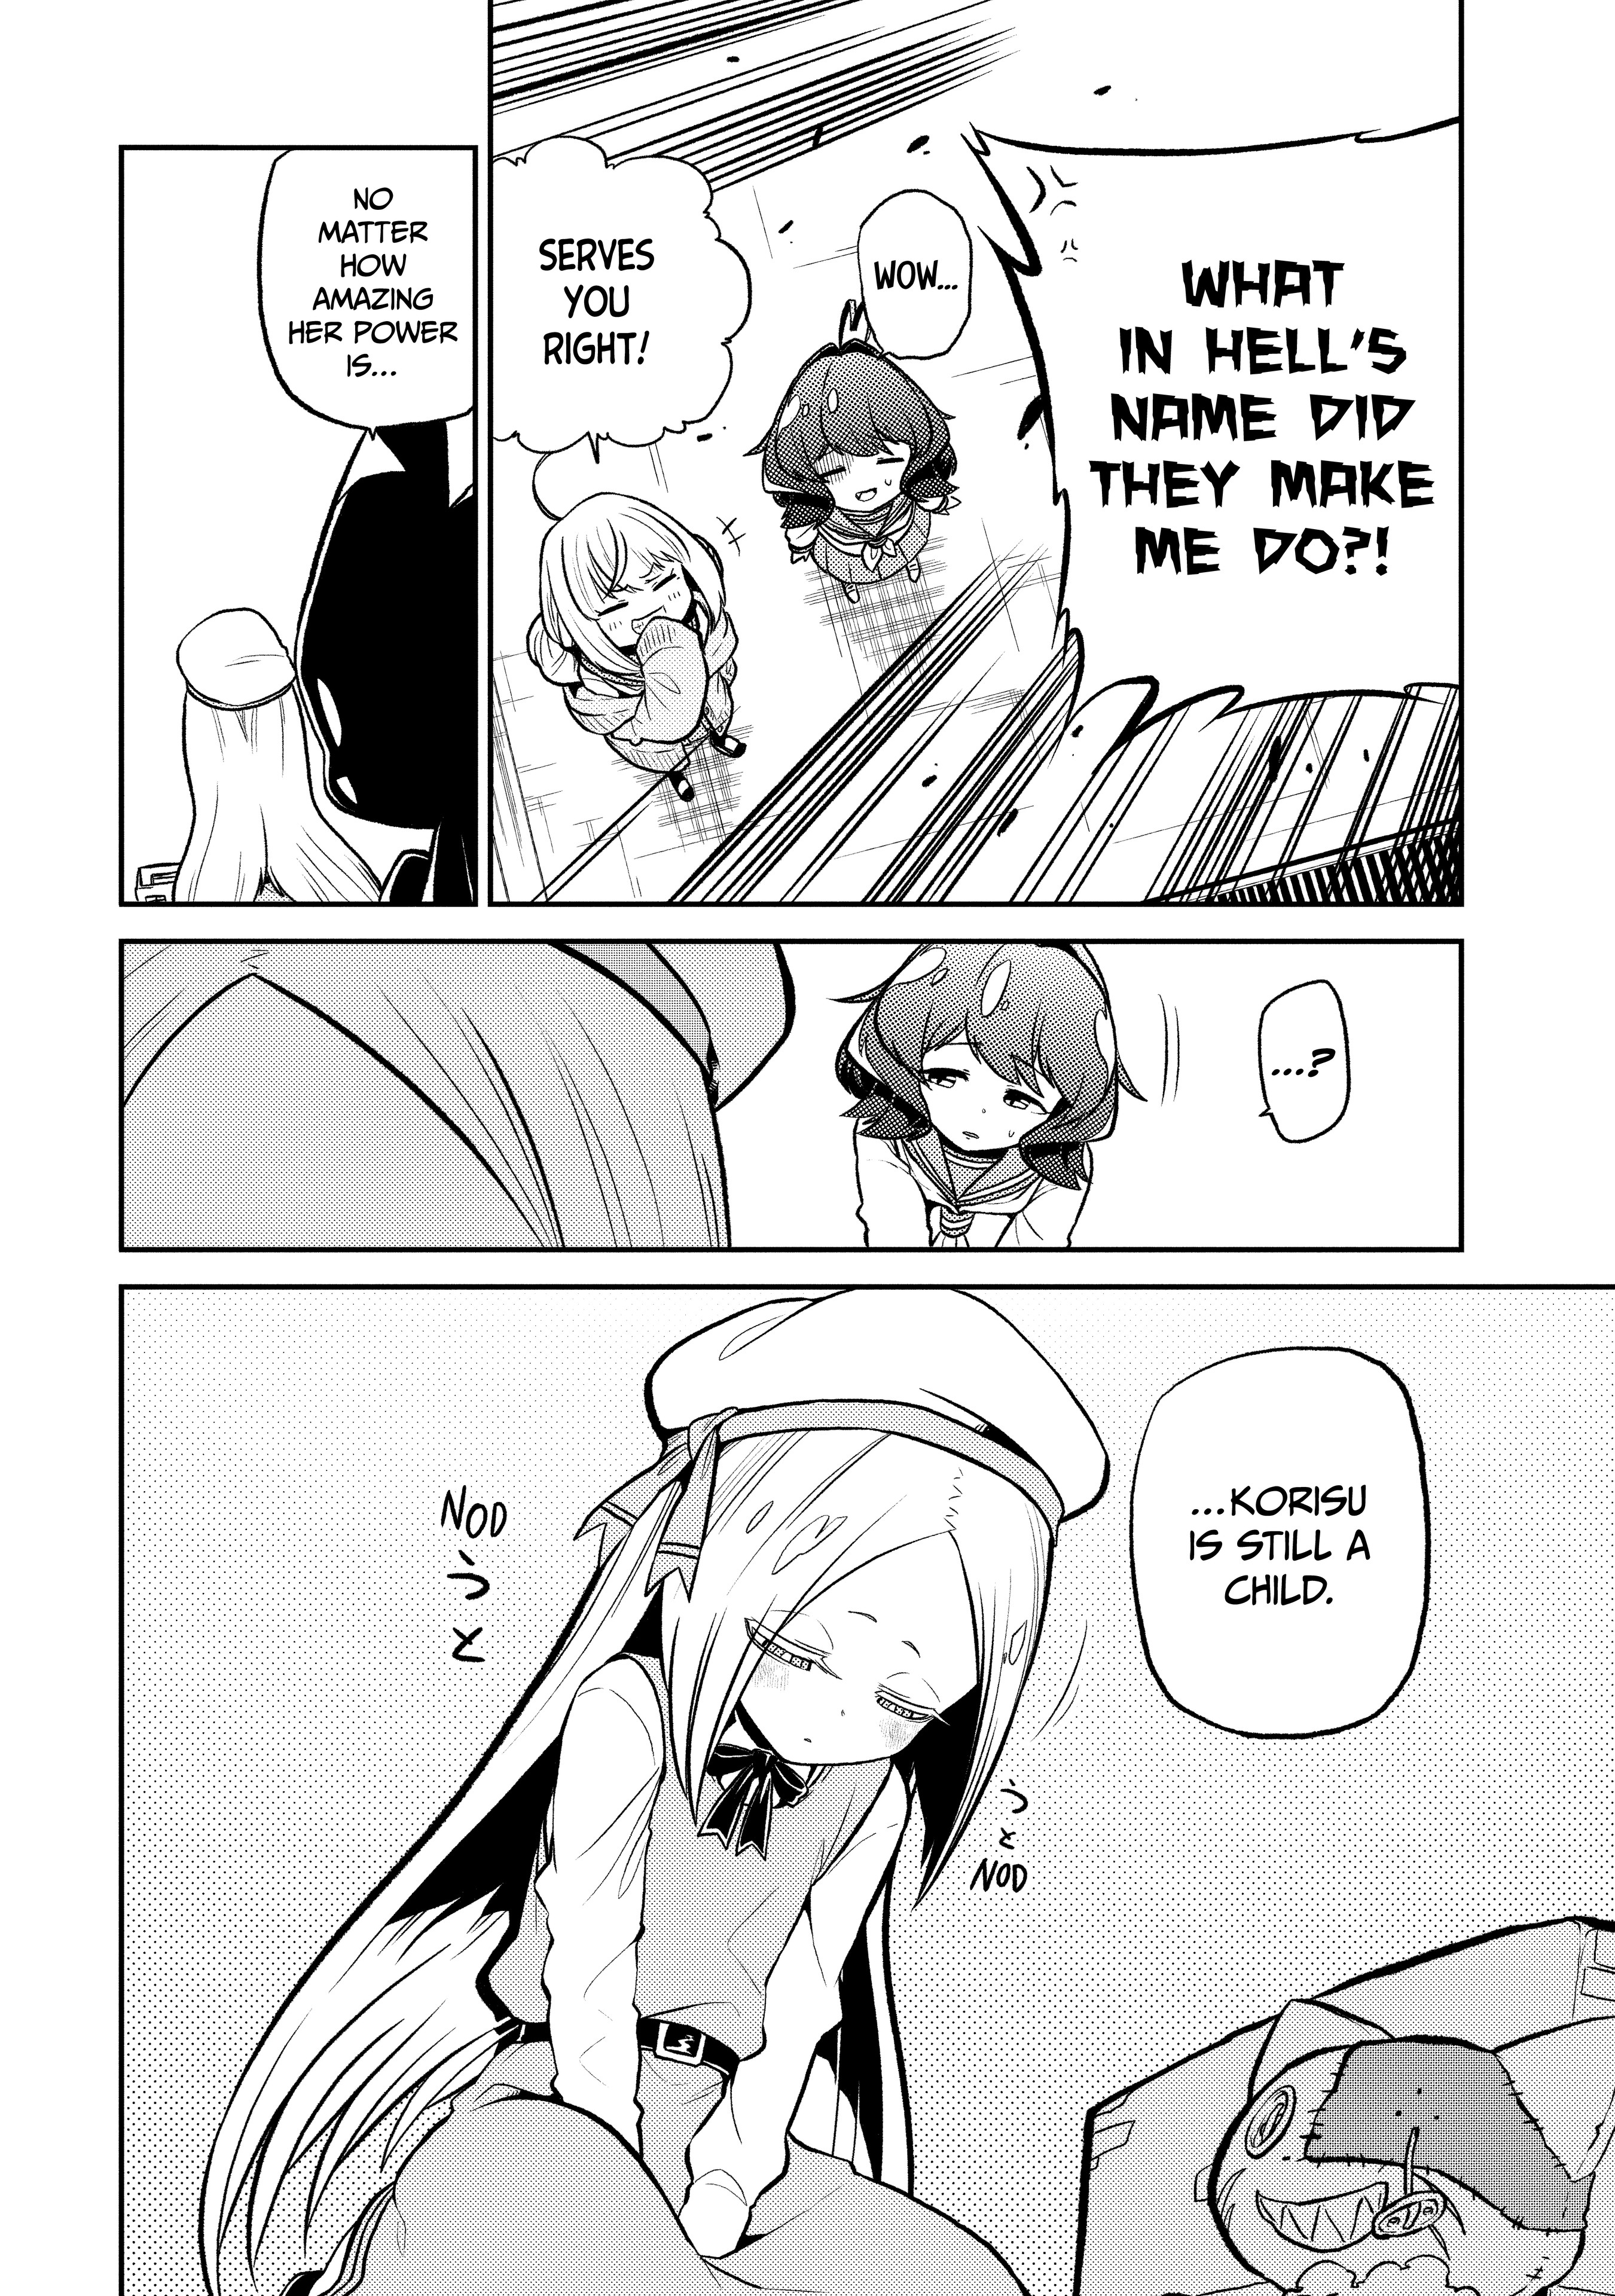 WHAT
IN HELL'S
NAME DID
THEY MAKE
ME DO?!
WOW...
SERVES
YOU
RIGHT!
NO
MATTER
HOW
AMAZING
HER POWER
IS...
...?
...KORISU
IS STILL A
CHILD.
NOD
うと
うと
NOD